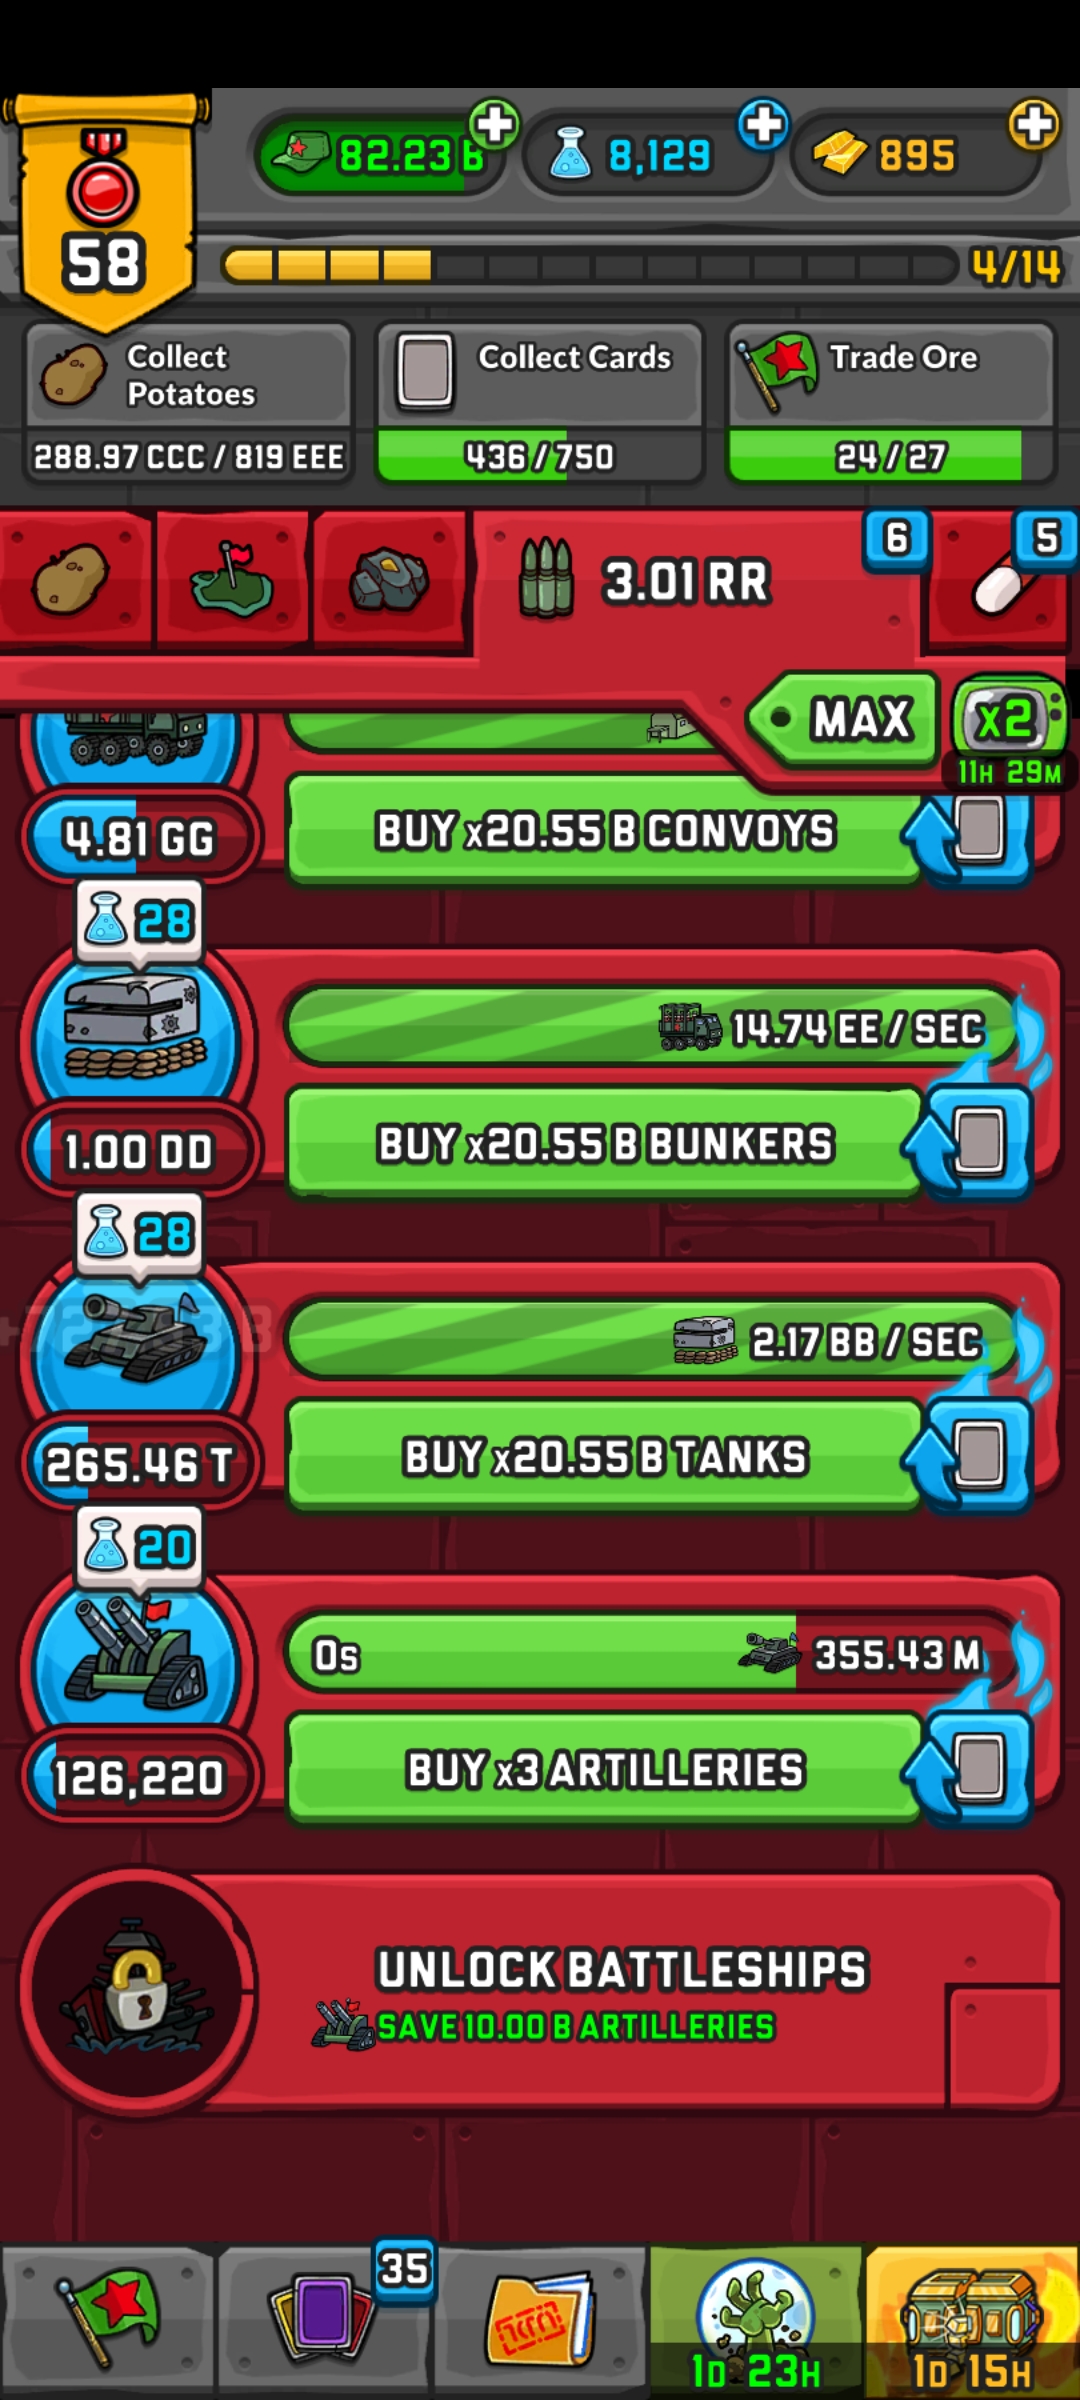 58
82.23 B
8,129
895
4/14
Collect
Potatoes
288.97 CCC / 819 EEE
Collect Cards
436 / 750
Trade Ore
24 / 27
3.01 RR
6
5
MAX
x2
11H 29M
4.81 GG
BUY x20.55 B CONVOYS
28
14.74 EE / SEC
1.00 DD
BUY x20.55 B BUNKERS
28
2.17 BB / SEC
265.46 T
BUY x20.55 B TANKS
20
0s
355.43 M
126,220
BUY x3 ARTILLERIES
UNLOCK BATTLESHIPS
SAVE 10.00 B ARTILLERIES
35
1D 23H
1D 15H